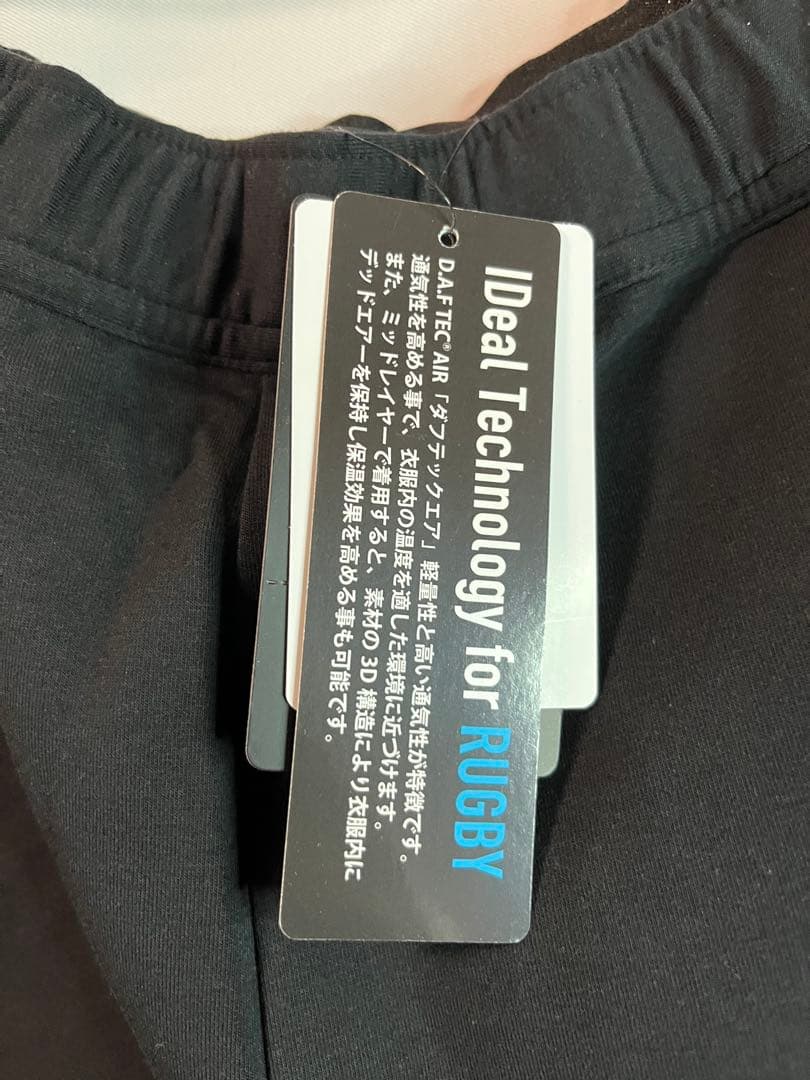 IDeal Technology for RUGBY
D.A.F TEC® AIR「ダフテックエア」軽量性と高い通気性が特徴です。
通気性を高める事で、衣服内の温度を適した環境に近づけます。
また、ミッドレイヤーで着用すると、素材の 3D 構造により衣服内に
デッドエアーを保持し保温効果を高める事も可能です。